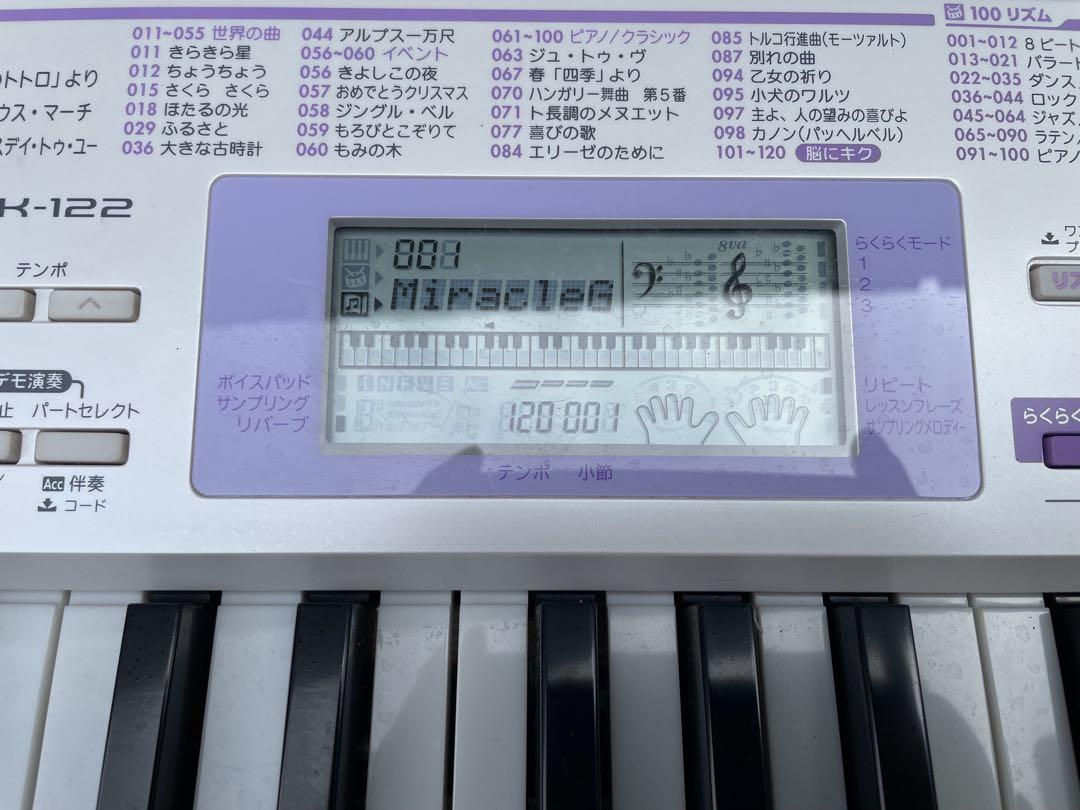 011~055 世界の曲
011 きらきら星
012 ちょうちょう
015 さくら さくら
018 ほたるの光
029 ふるさと
036 大きな古時計
044 アルプス一万尺
056~060 イベント
056 きよしこの夜
057 おめでとうクリスマス
058 ジングル・ベル
059 もろびとこぞりて
060 もみの木
061~100 ピアノ/クラシック
063 ジュ・トゥ・ヴ
067 春「四季」より
070 ハンガリー舞曲 第5番
071 ト長調のメヌエット
077 喜びの歌
084 エリーゼのために
085 トルコ行進曲(モーツァルト)
087 別れの曲
094 乙女の祈り
095 小犬のワルツ
097 主よ、人の望みの喜びよ
098 カノン(パッヘルベル)
101~120 脳にキク
100 リズム
001~012 8ビート
013~021 バラード
022~035 ダンス
036~044 ロック
045~064 ジャズ
065~090 ラテン
091~100 ピアノ
のトトロ」より
ウス・マーチ
スデイ・トゥ・ユー
K-122
テンポ
デモ演奏
止 パートセレクト
Acc 伴奏
コード
001
8va
120 001
ボイスパッド
サンプリング
リバーブ
テンポ 小節
らくらくモード
1
2
3
リピート
レッスンフレーズ
サンプリングメロディー
らくらく